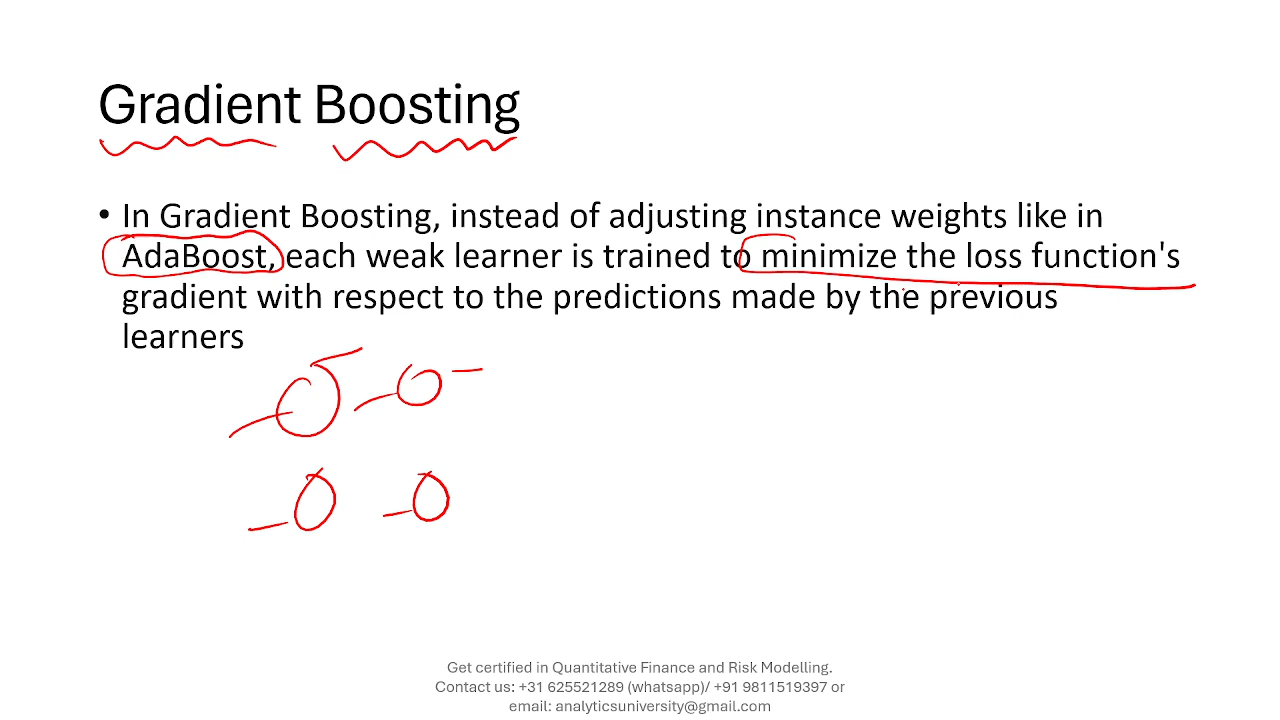 Gradient Boosting
• In Gradient Boosting, instead of adjusting instance weights like in
AdaBoost, each weak learner is trained to minimize the loss function's
gradient with respect to the predictions made by the previous
learners
Get certified in Quantitative Finance and Risk Modelling.
Contact us: +31 625521289 (whatsapp)/ +91 9811519397 or
email: analyticsuniversity@gmail.com